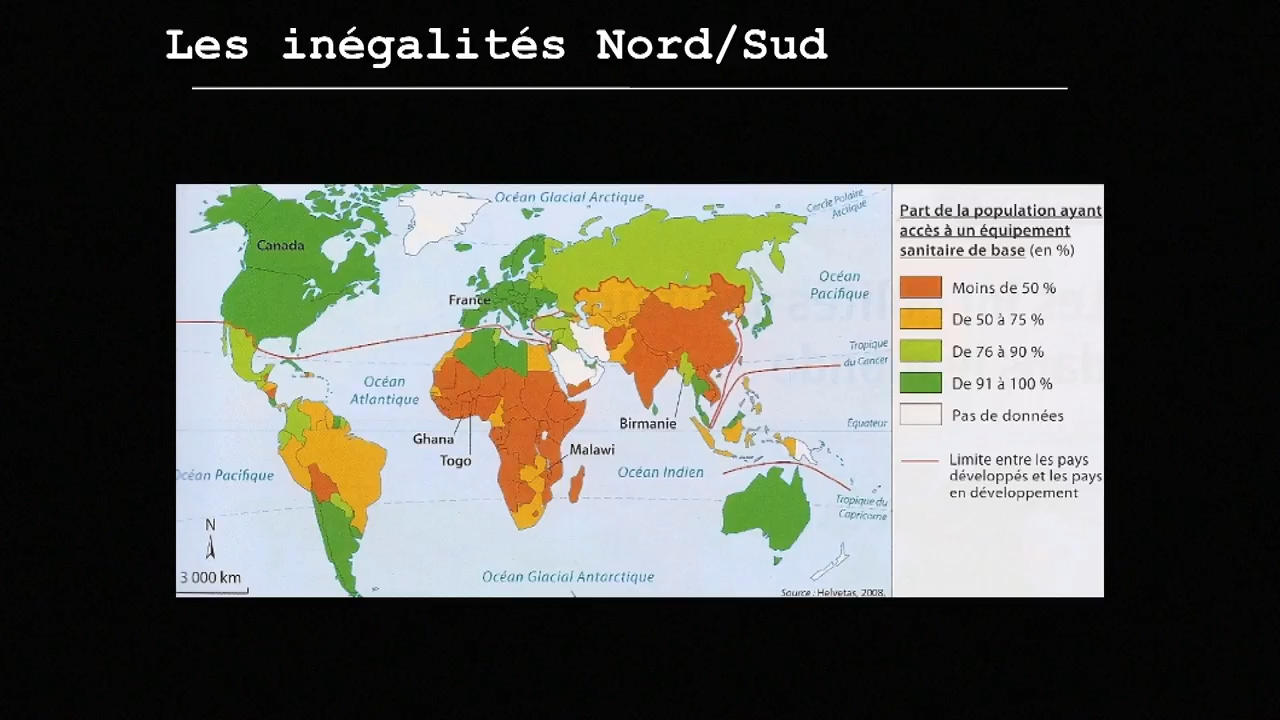 Les inégalités Nord/Sud
Océan Glacial Arctique
Cercle Polaire
Arctique
Canada
Océan
Pacifique
France
Tropique
du Cancer
Océan
Atlantique
Birmanie
Équateur
Ghana
Togo
Malawi
Océan Indien
Océan Pacifique
Tropique du
Capricorne
N
3 000 km
Océan Glacial Antarctique
Source : Helvetas, 2008.
Part de la population ayant
accès à un équipement
sanitaire de base (en %)
Moins de 50 %
De 50 à 75 %
De 76 à 90 %
De 91 à 100 %
Pas de données
Limite entre les pays
développés et les pays
en développement